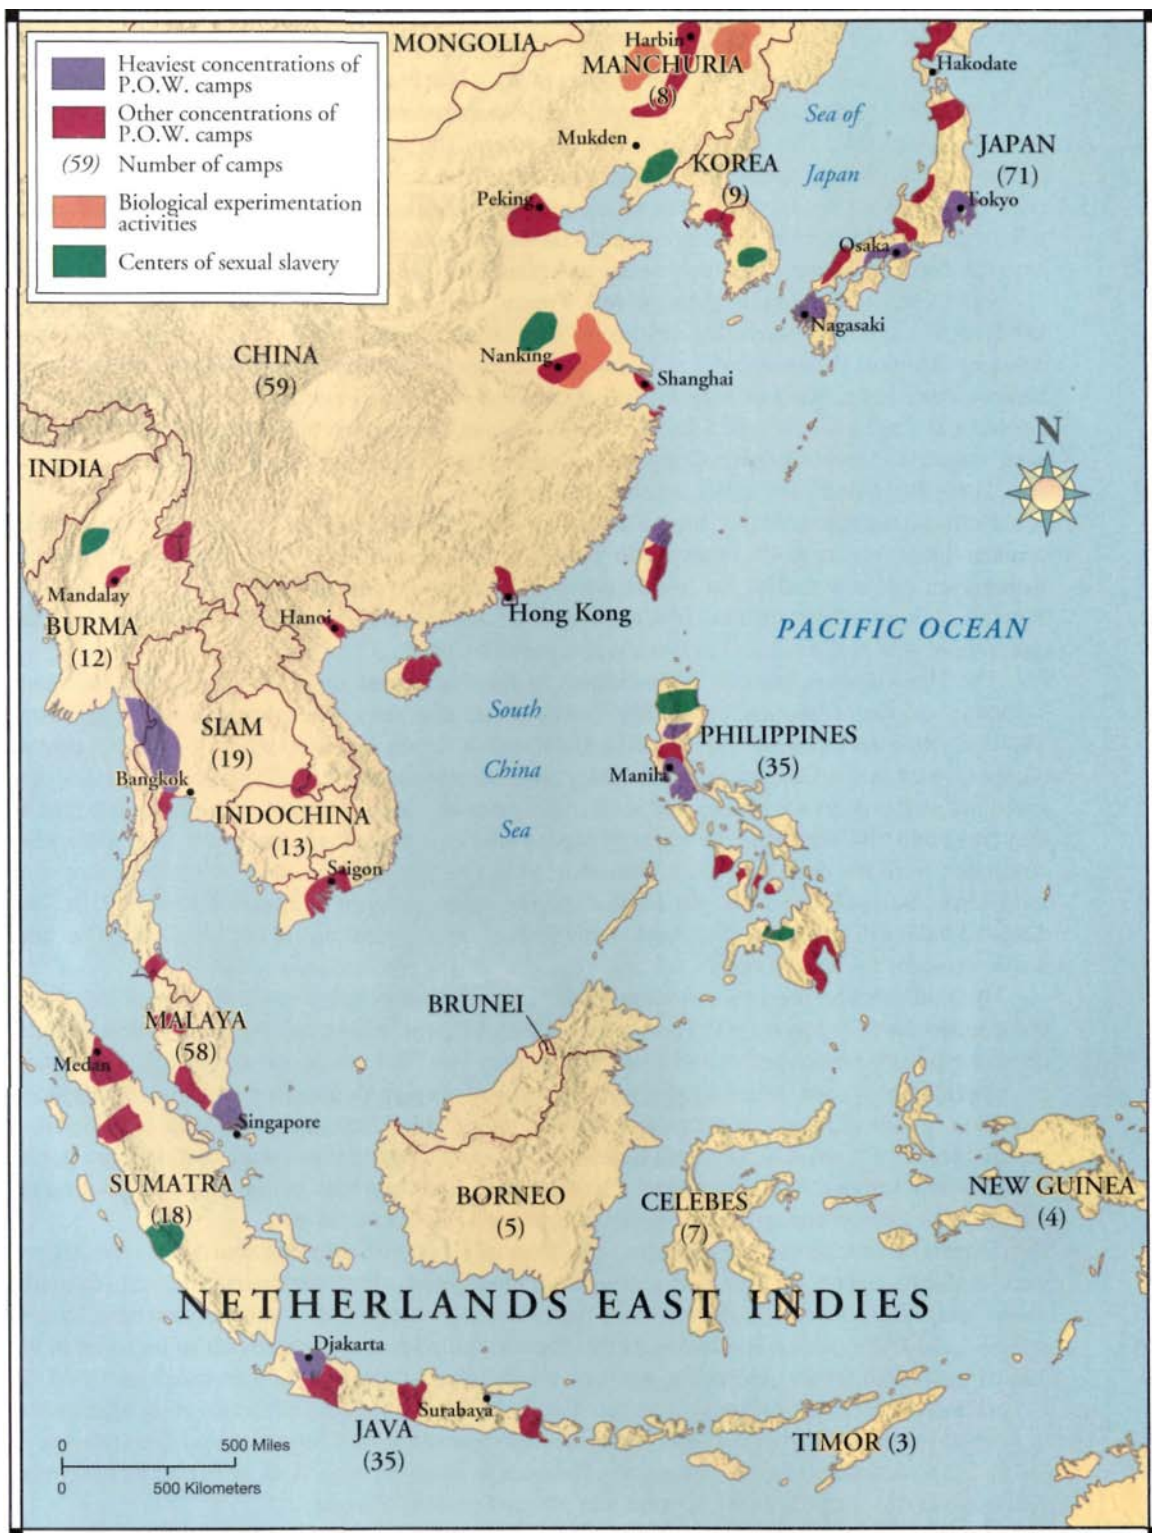 Heaviest concentrations of
P.O.W. camps
Other concentrations of
P.O.W. camps
(59) Number of camps
Biological experimentation
activities
Centers of sexual slavery
MONGOLIA
Harbin
MANCHURIA
(8)
Mukden
Hakodate
Sea of
Japan
JAPAN
(71)
KOREA
(9)
Peking
Tokyo
Osaka
Nagasaki
CHINA
(59)
Nanking
Shanghai
N
INDIA
Mandalay
BURMA
(12)
Hanoi
Hong Kong
PACIFIC OCEAN
South
China
Sea
SIAM
(19)
Bangkok
PHILIPPINES
(35)
Manila
INDOCHINA
(13)
Saigon
BRUNEI
MALAYA
(58)
Medan
Singapore
SUMATRA
(18)
BORNEO
(5)
CELEBES
(7)
NEW GUINEA
(4)
NETHERLANDS EAST INDIES
Djakarta
Surabaya
JAVA
(35)
TIMOR (3)
0 500 Miles
0 500 Kilometers